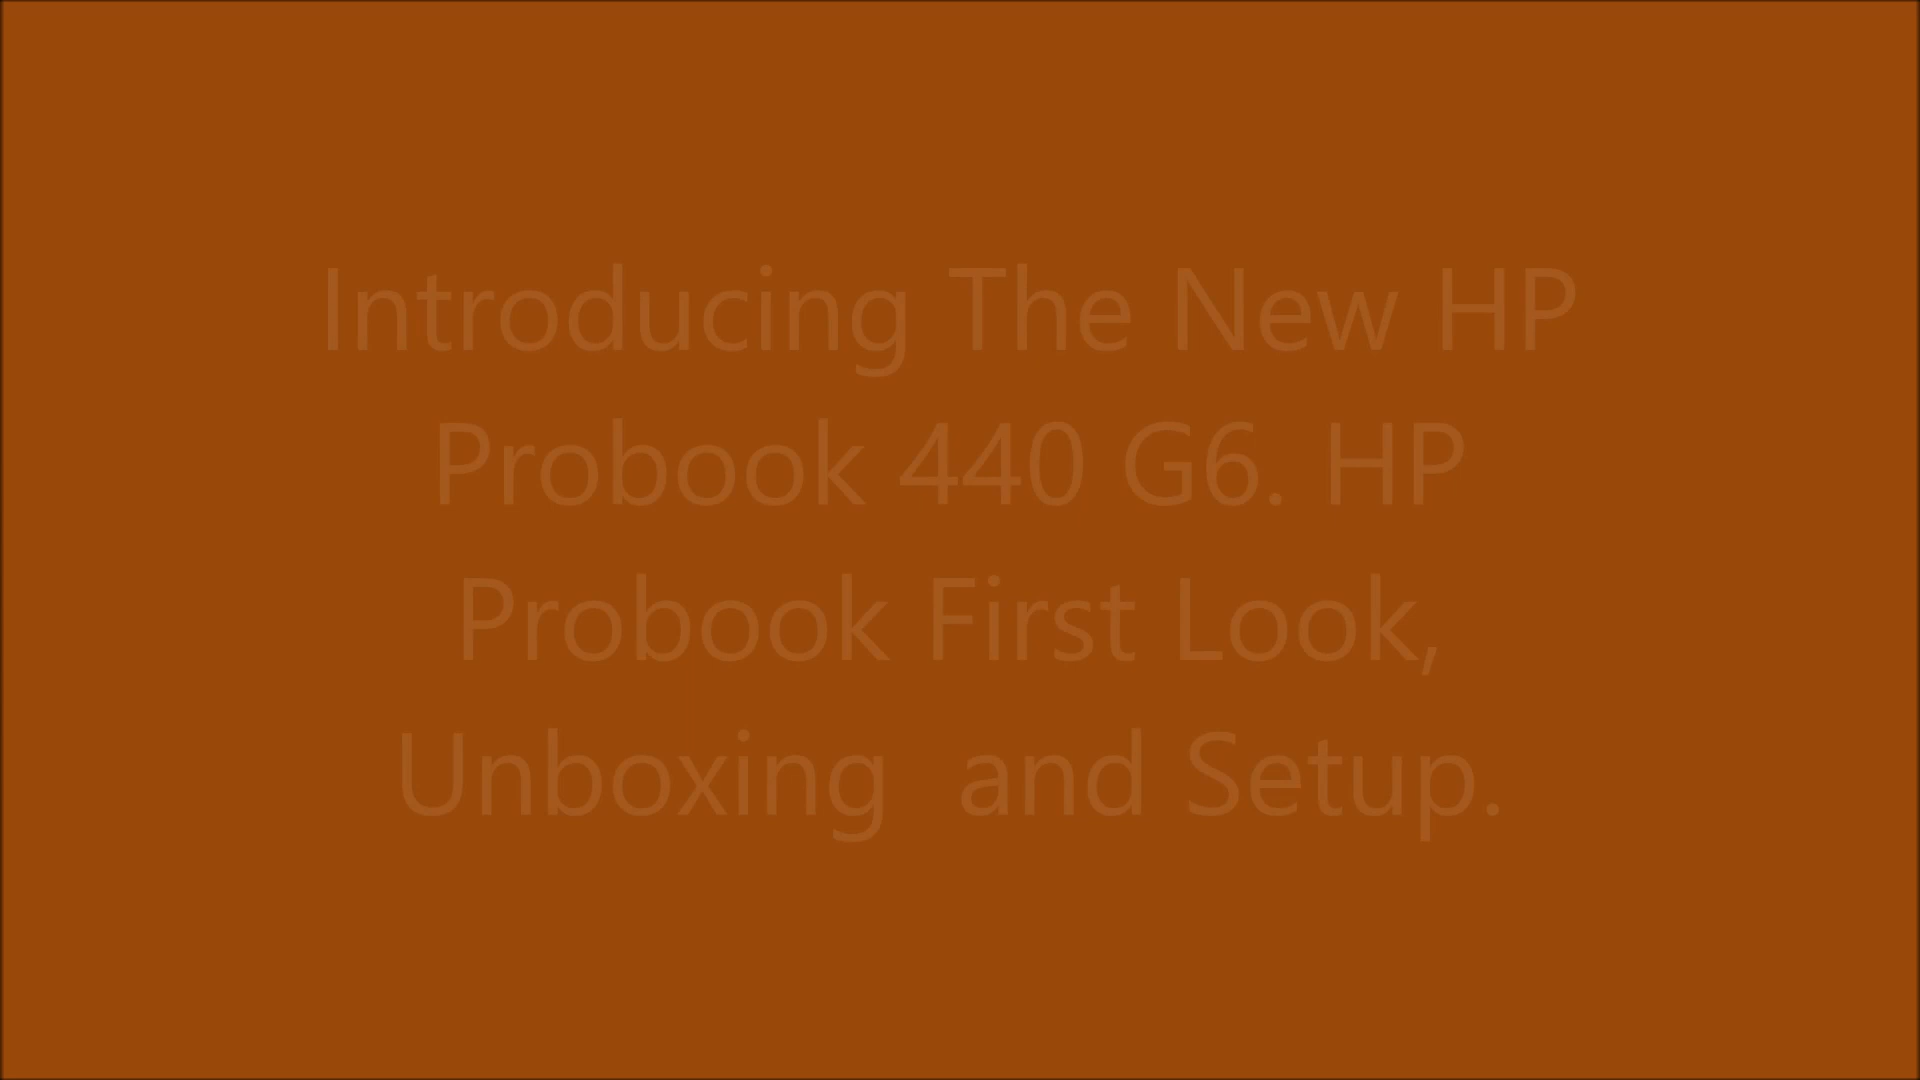 Introducing The New HP
Probook 440 G6. HP
Probook First Look,
Unboxing  and Setup.